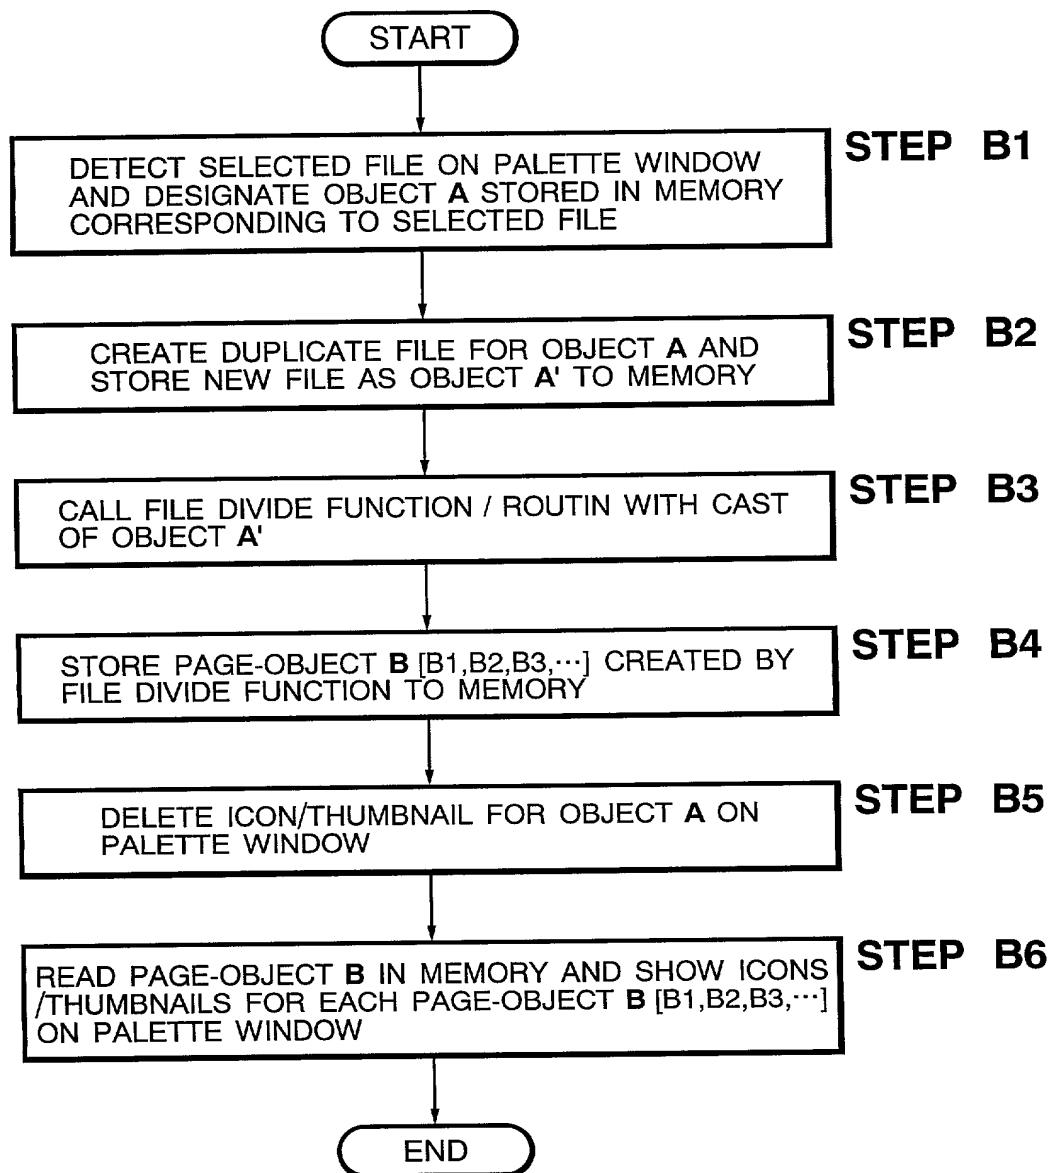 START
STEP B1
DETECT SELECTED FILE ON PALETTE WINDOW
AND DESIGNATE OBJECT A STORED IN MEMORY
CORRESPONDING TO SELECTED FILE
STEP B2
CREATE DUPLICATE FILE FOR OBJECT A AND
STORE NEW FILE AS OBJECT A' TO MEMORY
STEP B3
CALL FILE DIVIDE FUNCTION / ROUTIN WITH CAST
OF OBJECT A'
STEP B4
STORE PAGE-OBJECT B [B1,B2,B3,···] CREATED BY
FILE DIVIDE FUNCTION TO MEMORY
STEP B5
DELETE ICON/THUMBNAIL FOR OBJECT A ON
PALETTE WINDOW
STEP B6
READ PAGE-OBJECT B IN MEMORY AND SHOW ICONS
/THUMBNAILS FOR EACH PAGE-OBJECT B [B1,B2,B3,···]
ON PALETTE WINDOW
END